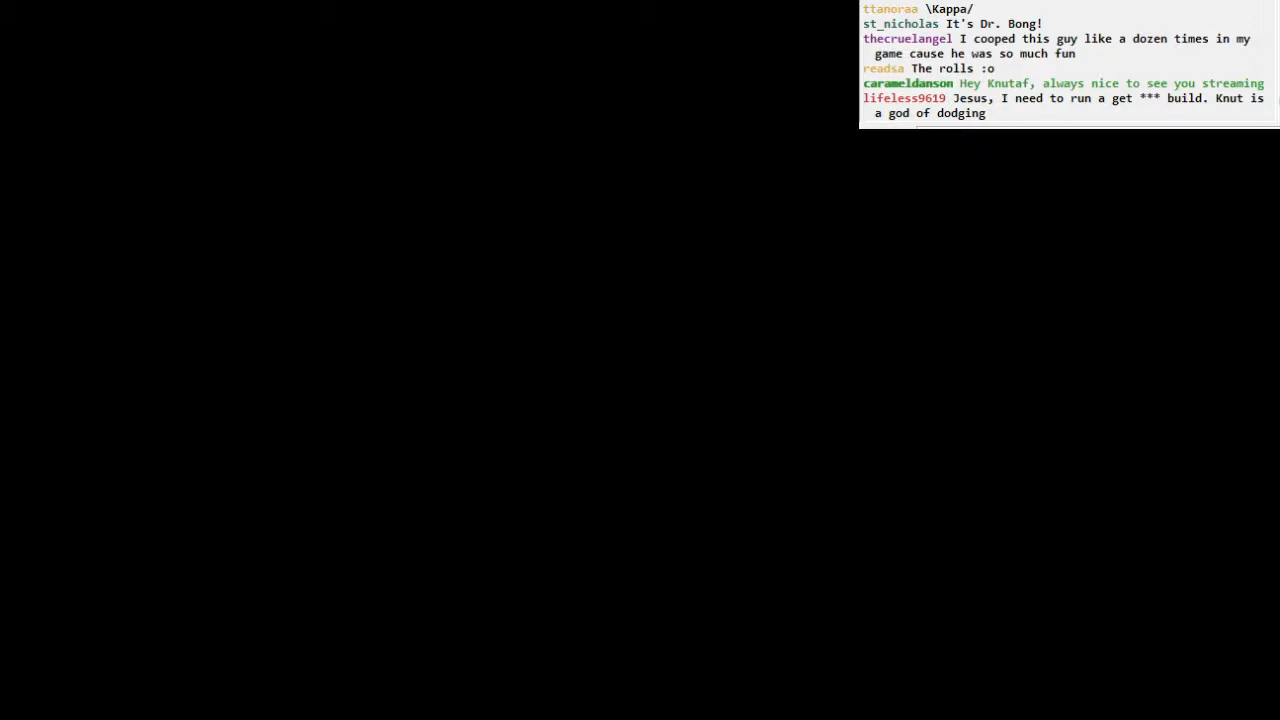 ttanoraa \Kappa/
st_nicholas It's Dr. Bong!
thecruelangel I cooped this guy like a dozen times in my
game cause he was so much fun
readsa The rolls :o
carameldanson Hey Knutaf, always nice to see you streaming
lifeless9619 Jesus, I need to run a get *** build. Knut is
a god of dodging